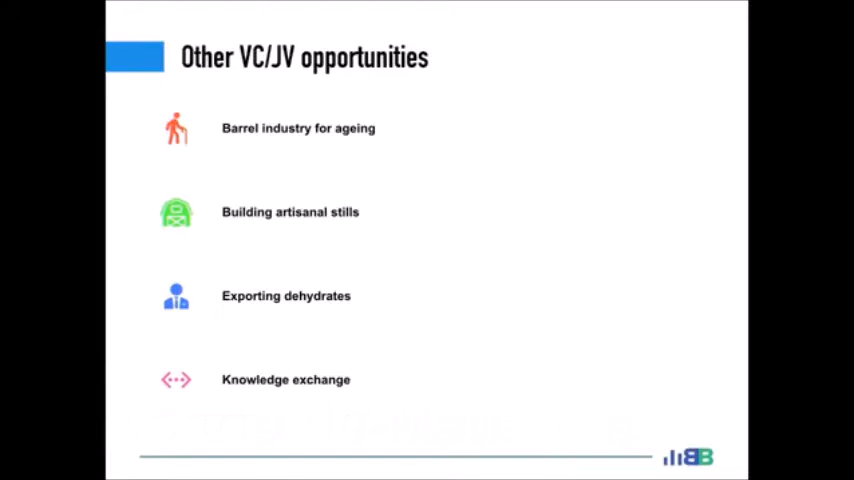 Other VC/JV opportunities
Barrel industry for ageing
Building artisanal stills
Exporting dehydrates
Knowledge exchange